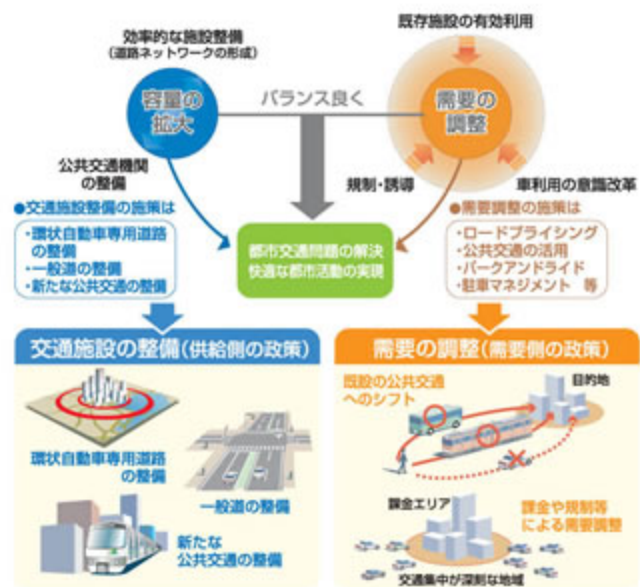 効率的な施設整備
(道路ネットワークの形成)
既存施設の有効利用
容量の
拡大
バランス良く
需要の
調整
公共交通機関
の整備
規制・誘導
車利用の意識改革
●交通施設整備の施策は
・環状自動車専用道路
の整備
・一般道の整備
・新たな公共交通の整備
都市交通問題の解決
快適な都市活動の実現
●需要調整の施策は
・ロードプライシング
・公共交通の活用
・パークアンドライド
・駐車マネジメント 等
交通施設の整備(供給側の政策)
環状自動車専用道路
の整備
一般道の整備
新たな
公共交通の整備
需要の調整(需要側の政策)
既設の公共交通
へのシフト
目的地
課金エリア
課金や規制等
による需要調整
交通集中が深刻な地域